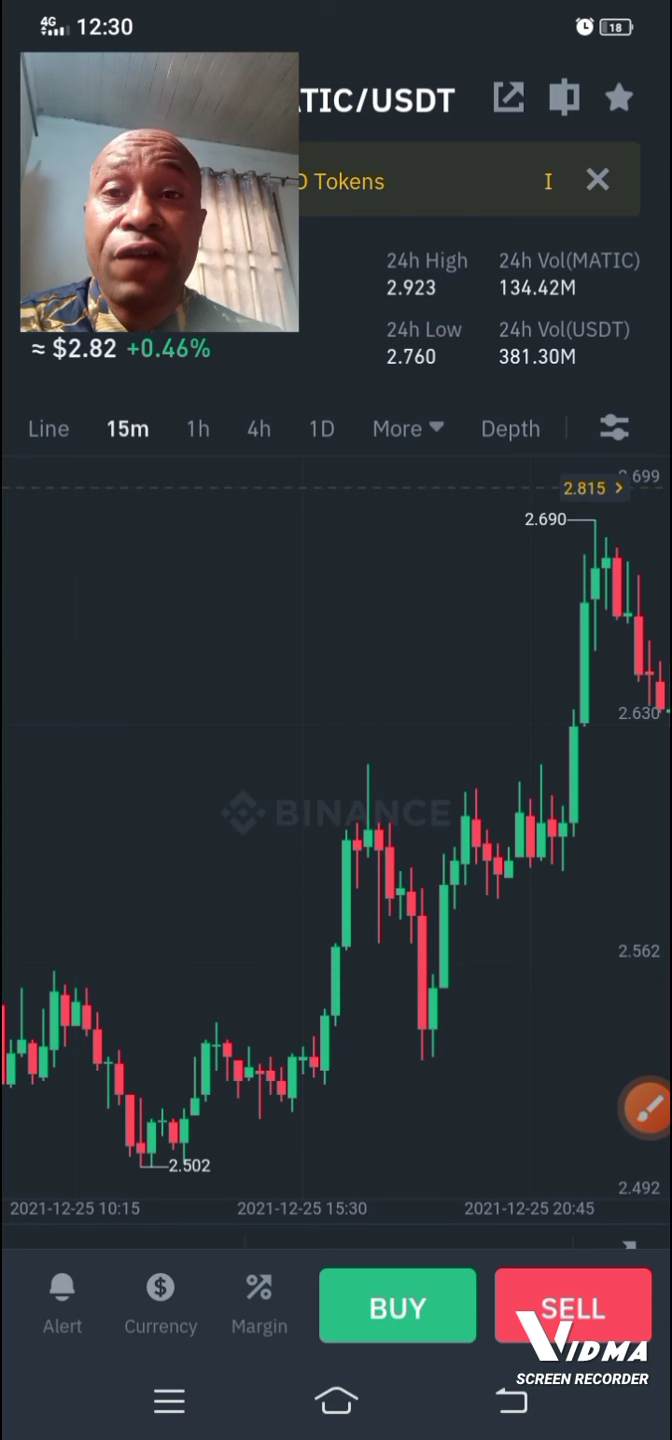 4G 12:30 18
TIC/USDT
Tokens I
24h High 24h Vol(MATIC)
2.923 134.42M
24h Low 24h Vol(USDT)
≈ $2.82 +0.46% 2.760 381.30M
Line 15m 1h 4h 1D More Depth
2.815
2.690
2.630
BINANCE
2.562
2.502
2.492
2021-12-25 10:15 2021-12-25 15:30 2021-12-25 20:45
BUY SELL
Alert Currency Margin
VIDMA
SCREEN RECORDER